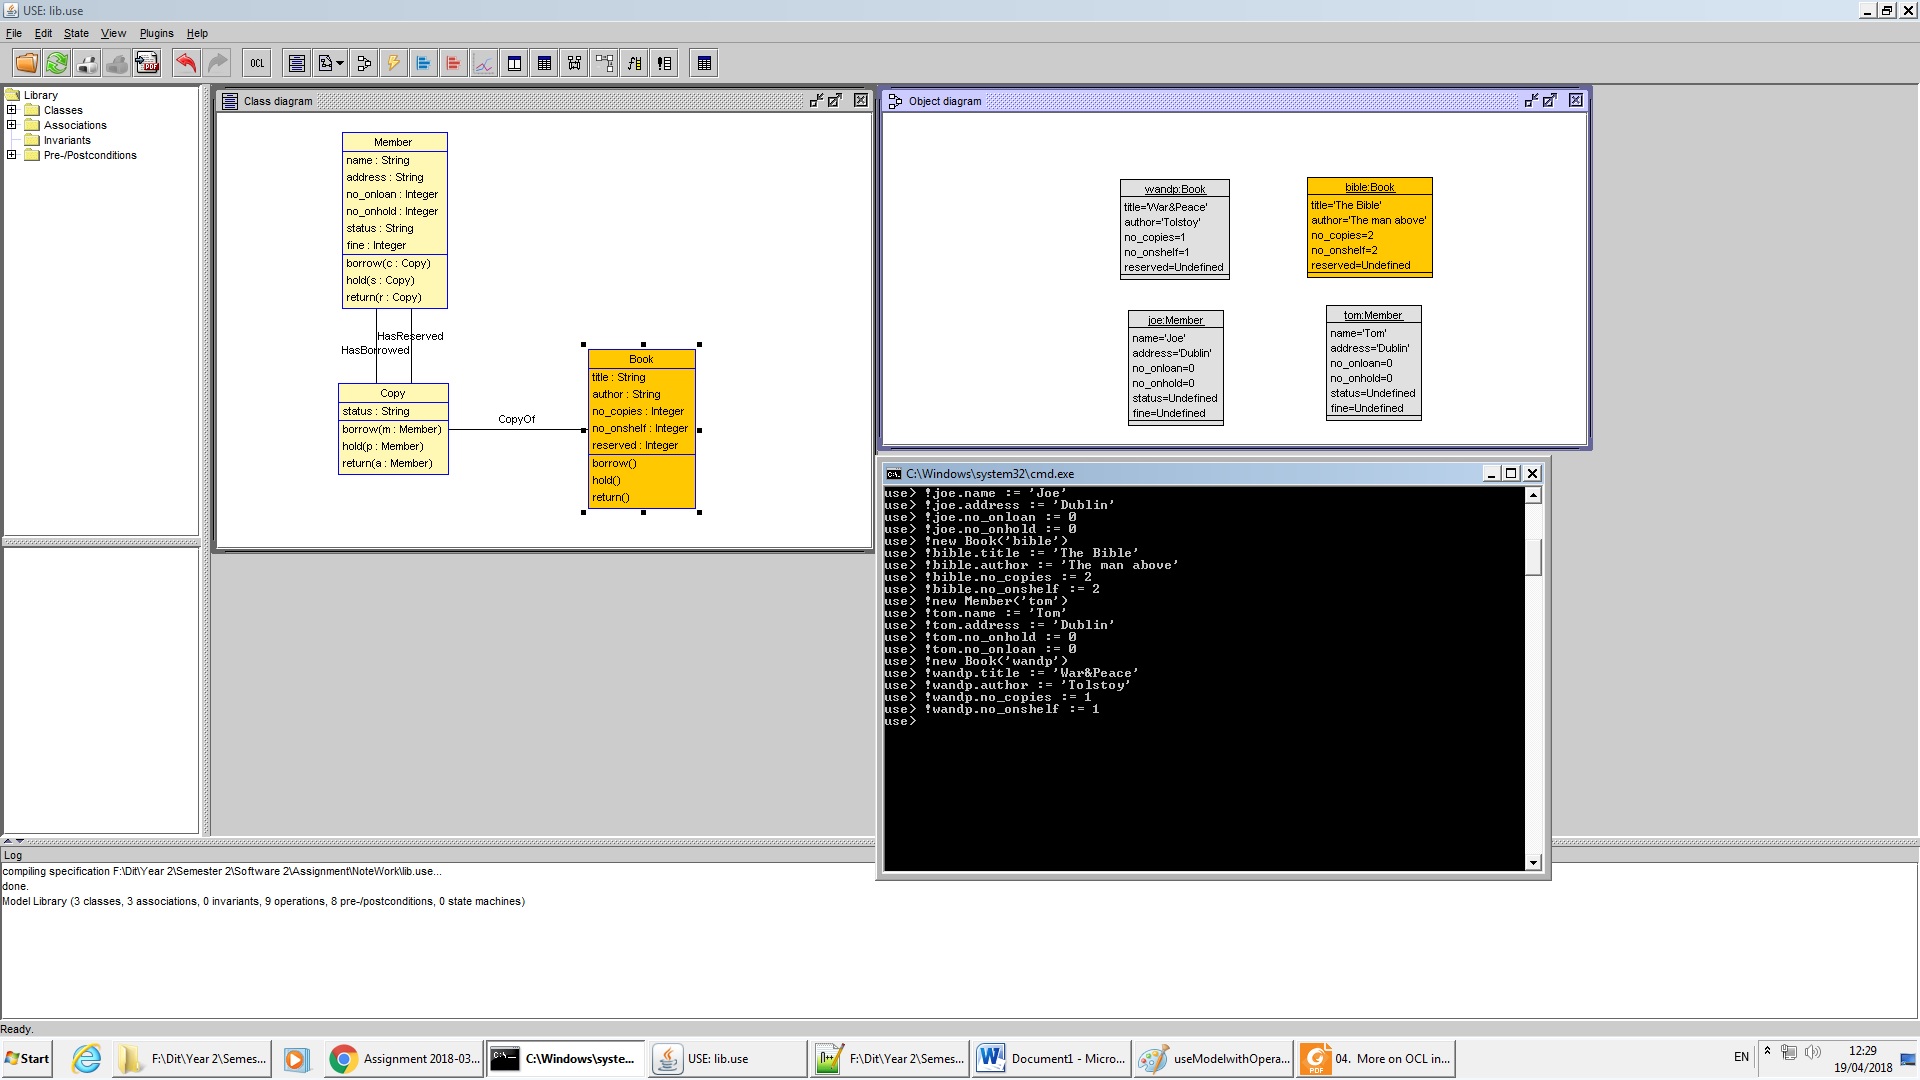 USE: lib.use
File Edit State View Plugins Help
OCL
Library
Classes
Associations
Invariants
Pre-/Postconditions
Class diagram
Member
name : String
address : String
no_onloan : Integer
no_onhold : Integer
status : String
fine : Integer
borrow(c : Copy)
hold(s : Copy)
return(r : Copy)
HasReserved
HasBorrowed
Copy
status : String
borrow(m : Member)
hold(p : Member)
return(a : Member)
CopyOf
Book
title : String
author : String
no_copies : Integer
no_onshelf : Integer
reserved : Integer
borrow()
hold()
return()
Object diagram
wandp:Book
title='War&Peace'
author='Tolstoy'
no_copies=1
no_onshelf=1
reserved=Undefined
bible:Book
title='The Bible'
author='The man above'
no_copies=2
no_onshelf=2
reserved=Undefined
joe:Member
name='Joe'
address='Dublin'
no_onloan=0
no_onhold=0
status=Undefined
fine=Undefined
tom:Member
name='Tom'
address='Dublin'
no_onloan=0
no_onhold=0
status=Undefined
fine=Undefined
C:\Windows\system32\cmd.exe
use> !joe.name := 'Joe'
use> !joe.address := 'Dublin'
use> !joe.no_onloan := 0
use> !joe.no_onhold := 0
use> !new Book('bible')
use> !bible.title := 'The Bible'
use> !bible.author := 'The man above'
use> !bible.no_copies := 2
use> !bible.no_onshelf := 2
use> !new Member('tom')
use> !tom.name := 'Tom'
use> !tom.address := 'Dublin'
use> !tom.no_onhold := 0
use> !tom.no_onloan := 0
use> !new Book('wandp')
use> !wandp.title := 'War&Peace'
use> !wandp.author := 'Tolstoy'
use> !wandp.no_copies := 1
use> !wandp.no_onshelf := 1
use>
Log
compiling specification F:\Dit\Year 2\Semester 2\Software 2\Assignment\NoteWork\lib.use...
done.
Model Library (3 classes, 3 associations, 0 invariants, 9 operations, 8 pre-/postconditions, 0 state machines)
Ready.
Start
F:\Dit\Year 2\Semes...
Assignment 2018-03...
C:\Windows\syste...
USE: lib.use
F:\Dit\Year 2\Semes...
Document1 - Micro...
useModelwithOpera...
04. More on OCL in...
EN
12:29
19/04/2018